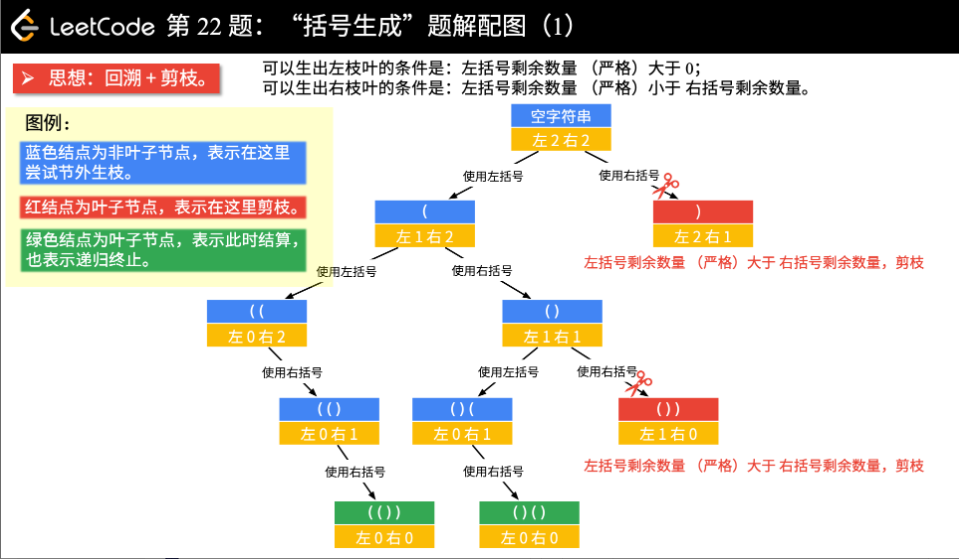 LeetCode 第 22 题：“括号生成”题解配图（1）
思想：回溯 + 剪枝。
可以生出左枝叶的条件是：左括号剩余数量 （严格）大于 0；
可以生出右枝叶的条件是：左括号剩余数量 （严格）小于 右括号剩余数量。
图例：
蓝色结点为非叶子节点，表示在这里
尝试节外生枝。
红结点为叶子节点，表示在这里剪枝。
绿色结点为叶子节点，表示此时结算，
也表示递归终止。
空字符串
左 2 右 2
使用左括号
使用右括号
(
左 1 右 2
)
左 2 右 1
左括号剩余数量 （严格）大于 右括号剩余数量，剪枝
使用左括号
使用右括号
((
左 0 右 2
()
左 1 右 1
使用右括号
使用左括号
使用右括号
(()
左 0 右 1
()(
左 0 右 1
())
左 1 右 0
左括号剩余数量 （严格）大于 右括号剩余数量，剪枝
使用右括号
使用右括号
(())
左 0 右 0
()()
左 0 右 0